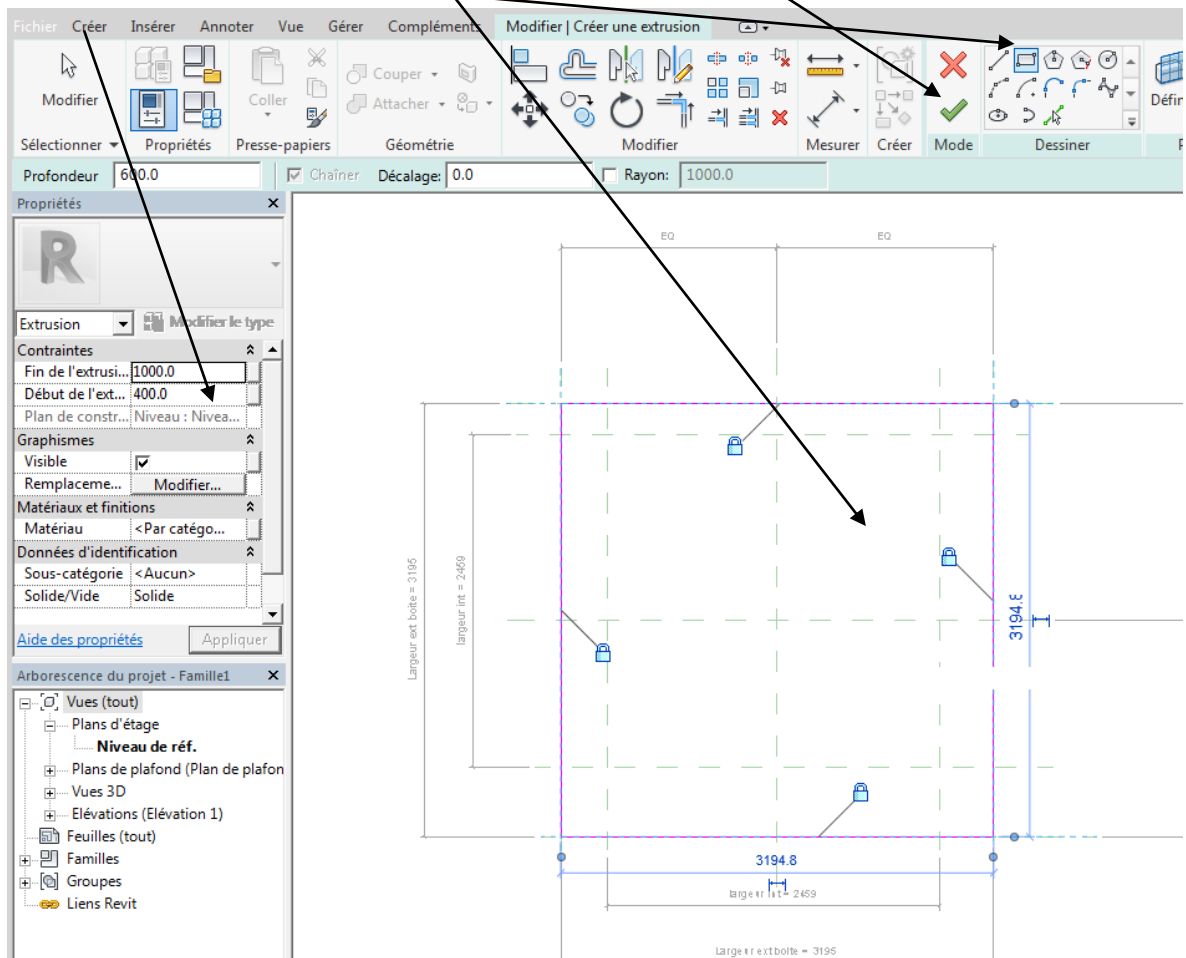 Fichier Créer Insérer Annoter Vue Gérer Compléments Modifier | Créer une extrusion
Modifier
Coller
Couper
Attacher
Sélectionner Propriétés Presse-papiers Géométrie Modifier Mesurer Créer Mode Dessiner
Défin
P
Profondeur 600.0 Chaîner Décalage: 0.0 Rayon: 1000.0
Propriétés
R
Extrusion Modifier le type
Contraintes
Fin de l'extrusi... 1000.0
Début de l'ext... 400.0
Plan de constr... Niveau : Nivea...
Graphismes
Visible
Remplaceme... Modifier...
Matériaux et finitions
Matériau <Par catégo...
Données d'identification
Sous-catégorie <Aucun>
Solide/Vide Solide
Aide des propriétés Appliquer
Arborescence du projet - Famille1
Vues (tout)
Plans d'étage
Niveau de réf.
Plans de plafond (Plan de plafon
Vues 3D
Elévations (Elévation 1)
Feuilles (tout)
Familles
Groupes
Liens Revit
EQ EQ
Largeur ext boite = 3195
largeur int = 2459
3194.8
3194.8
largeur int = 2459
Largeur ext boite = 3195